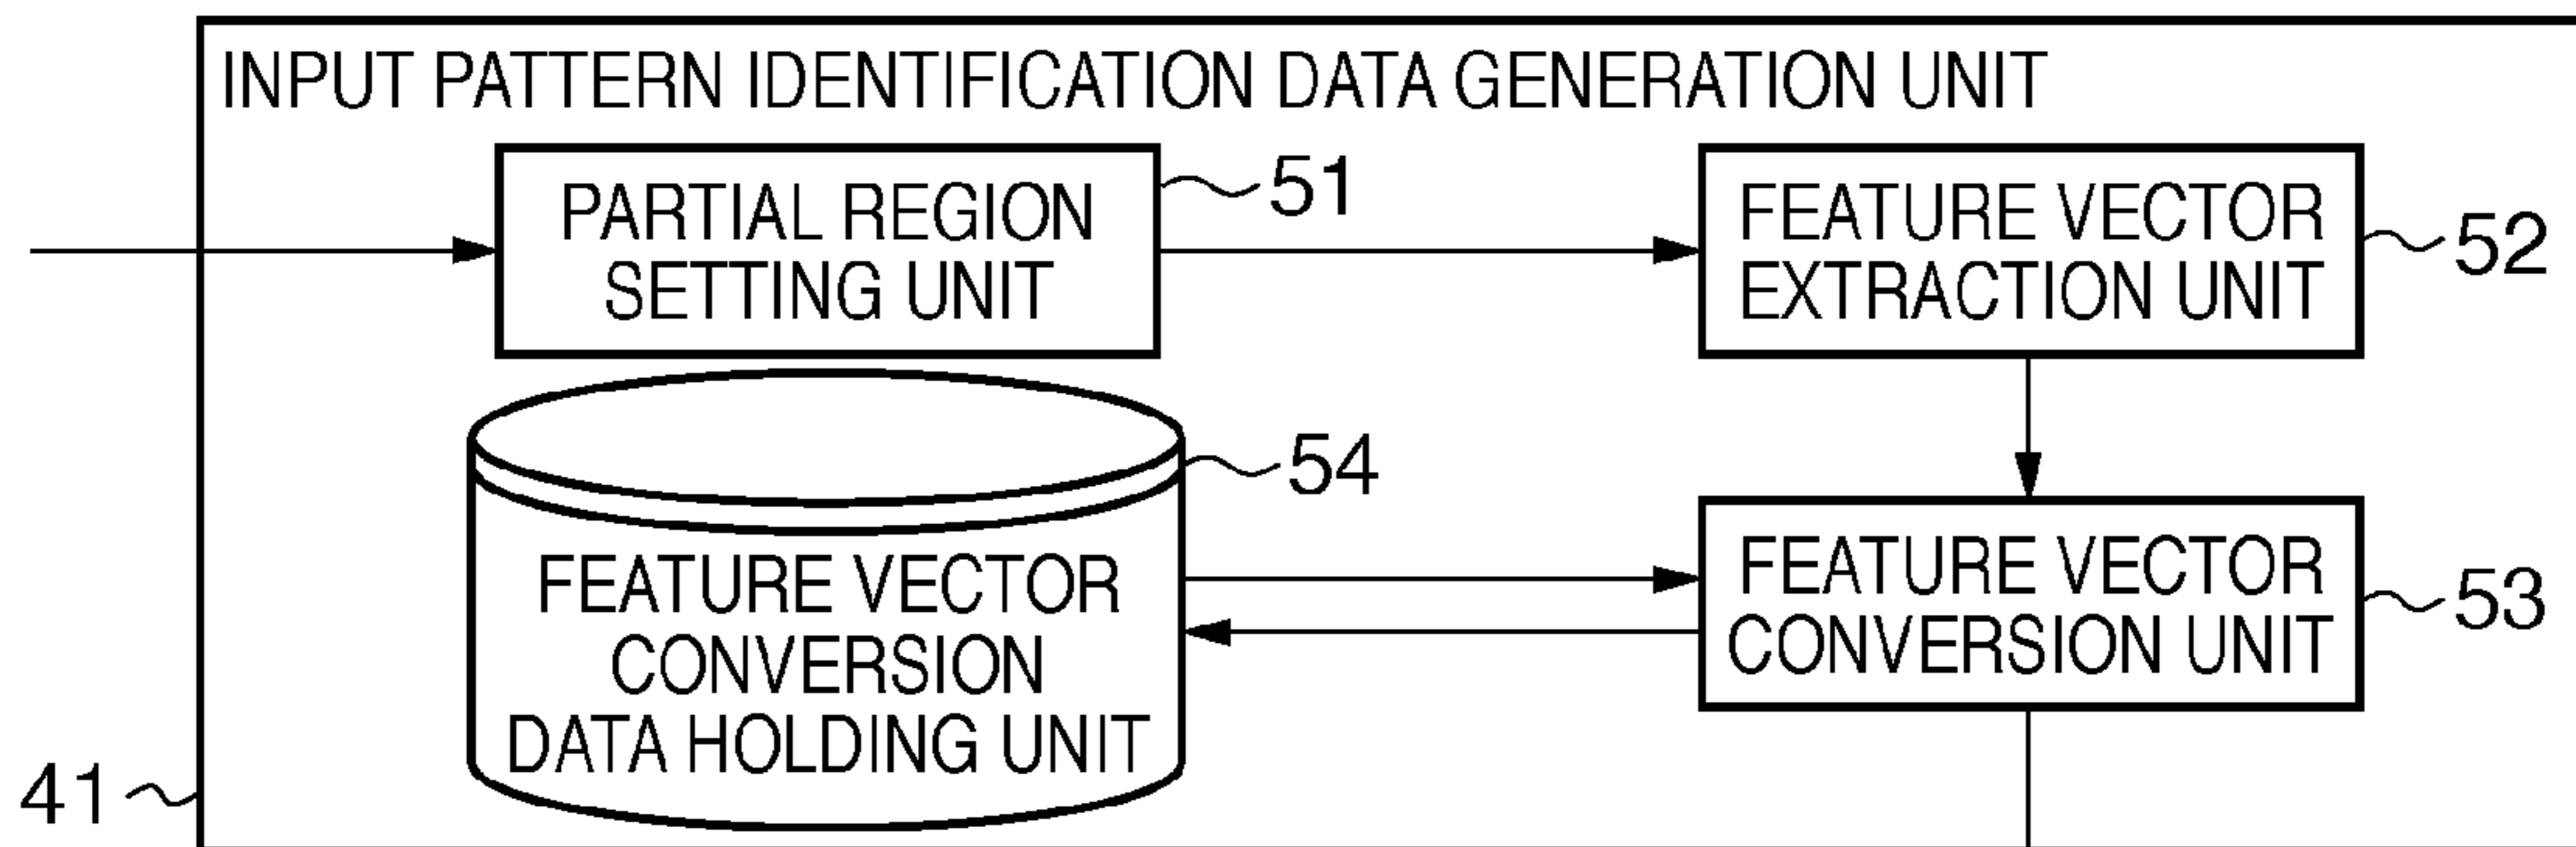 INPUT PATTERN IDENTIFICATION DATA GENERATION UNIT
PARTIAL REGION
SETTING UNIT
51
FEATURE VECTOR
EXTRACTION UNIT
52
FEATURE VECTOR
CONVERSION
DATA HOLDING UNIT
54
FEATURE VECTOR
CONVERSION UNIT
53
41